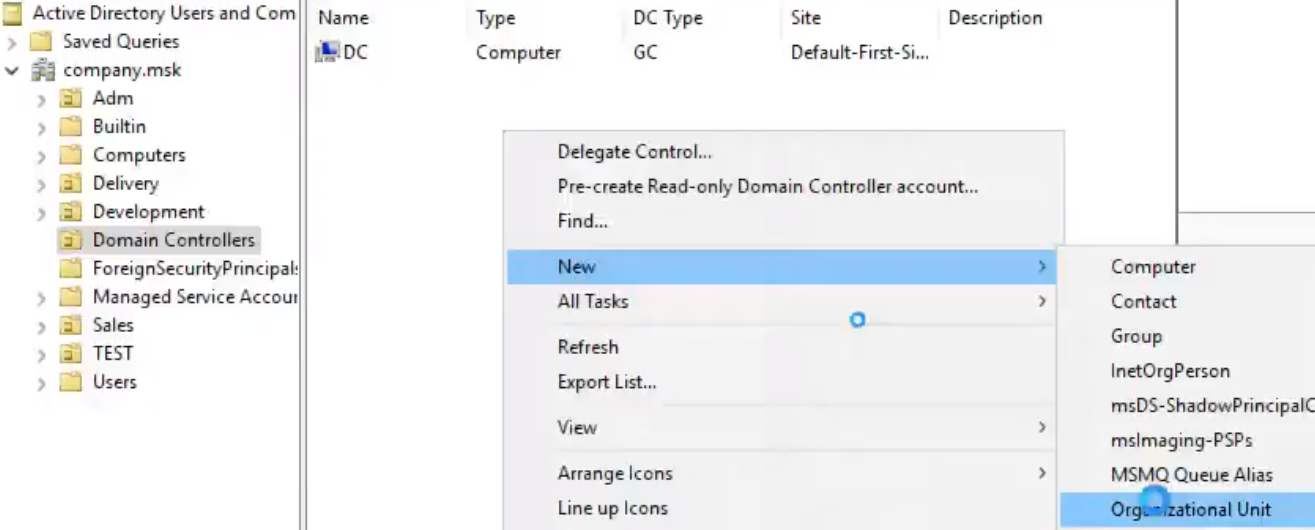 Active Directory Users and Com
Saved Queries
company.msk
Adm
Builtin
Computers
Delivery
Development
Domain Controllers
ForeignSecurityPrincipals
Managed Service Accour
Sales
TEST
Users
Name Type DC Type Site Description
DC Computer GC Default-First-Si...
Delegate Control...
Pre-create Read-only Domain Controller account...
Find...
New
All Tasks
Refresh
Export List...
View
Arrange Icons
Line up Icons
Computer
Contact
Group
InetOrgPerson
msDS-ShadowPrincipalC
msImaging-PSPs
MSMQ Queue Alias
Organizational Unit